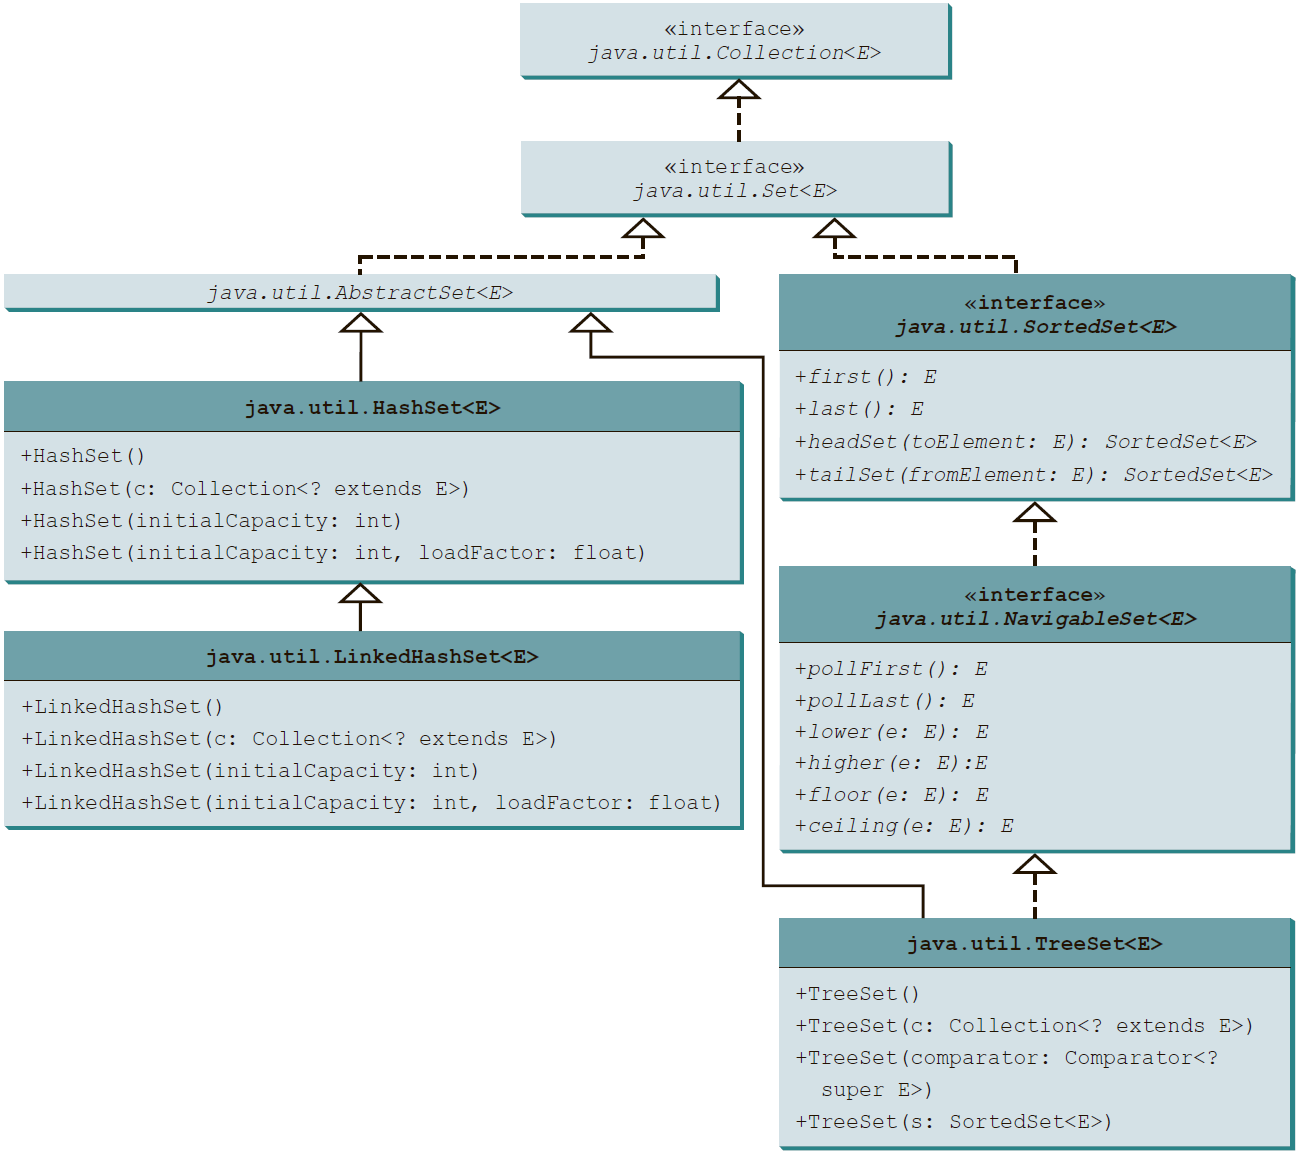 «interface»
java.util.Collection<E>
«interface»
java.util.Set<E>
java.util.AbstractSet<E>
java.util.HashSet<E>
+HashSet()
+HashSet(c: Collection<? extends E>)
+HashSet(initialCapacity: int)
+HashSet(initialCapacity: int, loadFactor: float)
java.util.LinkedHashSet<E>
+LinkedHashSet()
+LinkedHashSet(c: Collection<? extends E>)
+LinkedHashSet(initialCapacity: int)
+LinkedHashSet(initialCapacity: int, loadFactor: float)
«interface»
java.util.SortedSet<E>
+first(): E
+last(): E
+headSet(toElement: E): SortedSet<E>
+tailSet(fromElement: E): SortedSet<E>
«interface»
java.util.NavigableSet<E>
+pollFirst(): E
+pollLast(): E
+lower(e: E): E
+higher(e: E):E
+floor(e: E): E
+ceiling(e: E): E
java.util.TreeSet<E>
+TreeSet()
+TreeSet(c: Collection<? extends E>)
+TreeSet(comparator: Comparator<?
super E>)
+TreeSet(s: SortedSet<E>)